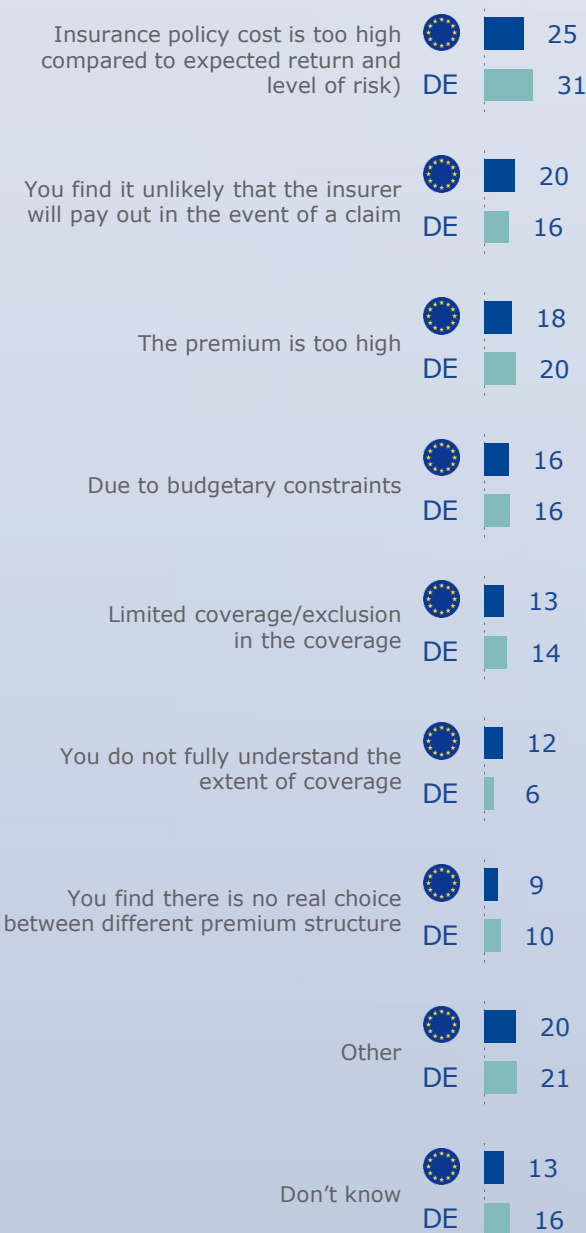 Insurance policy cost is too high
compared to expected return and
level of risk)
25
DE 31
You find it unlikely that the insurer
will pay out in the event of a claim
20
DE 16
The premium is too high
18
DE 20
Due to budgetary constraints
16
DE 16
Limited coverage/exclusion
in the coverage
13
DE 14
You do not fully understand the
extent of coverage
12
DE 6
You find there is no real choice
between different premium structure
9
DE 10
Other
20
DE 21
Don’t know
13
DE 16